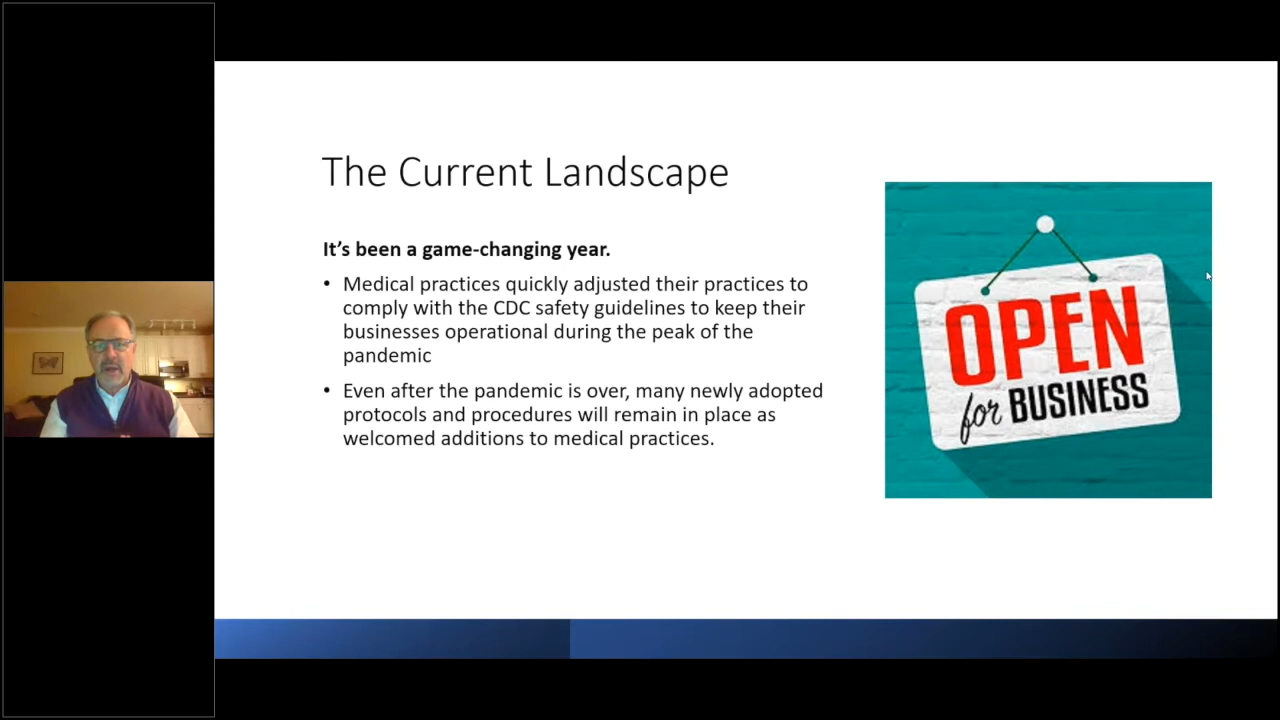 The Current Landscape
It's been a game-changing year.
• Medical practices quickly adjusted their practices to
comply with the CDC safety guidelines to keep their
businesses operational during the peak of the
pandemic
• Even after the pandemic is over, many newly adopted
protocols and procedures will remain in place as
welcomed additions to medical practices.
OPEN
for BUSINESS